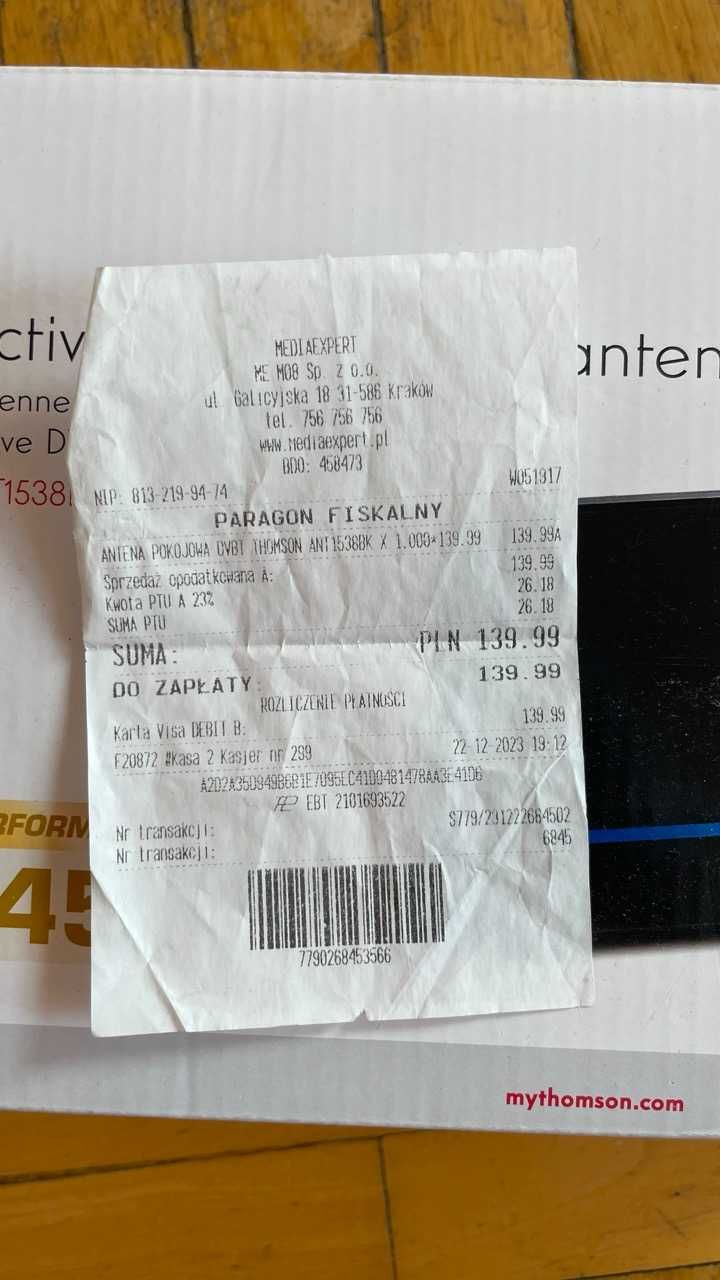 ctiv
anten
enne
ve D
1538
MEDIAEXPERT
ME M08 Sp. z o.o.
ul. Galicyjska 18 31-586 Kraków
tel. 756 756 756
www.mediaexpert.pl
BDO: 458473
NIP: 813-219-94-74 W051917
PARAGON FISKALNY
ANTENA POKOJOWA DVBT THOMSON ANT1538BK X 1.000*139.99 139.99A
Sprzedaż opodatkowana A: 139.99
Kwota PTU A 23% 26.18
SUMA PTU 26.18
SUMA: PLN 139.99
DO ZAPŁATY: 139.99
ROZLICZENIE PŁATNOŚCI
Karta Visa DEBIT B: 139.99
F20872 #Kasa 2 Kasjer nr 299 22-12-2023 19:12
EBT 2101693522
Nr transakcji: S779/231222684502
Nr transakcji: 6845
7790268453566
RFORM
45
mythomson.com